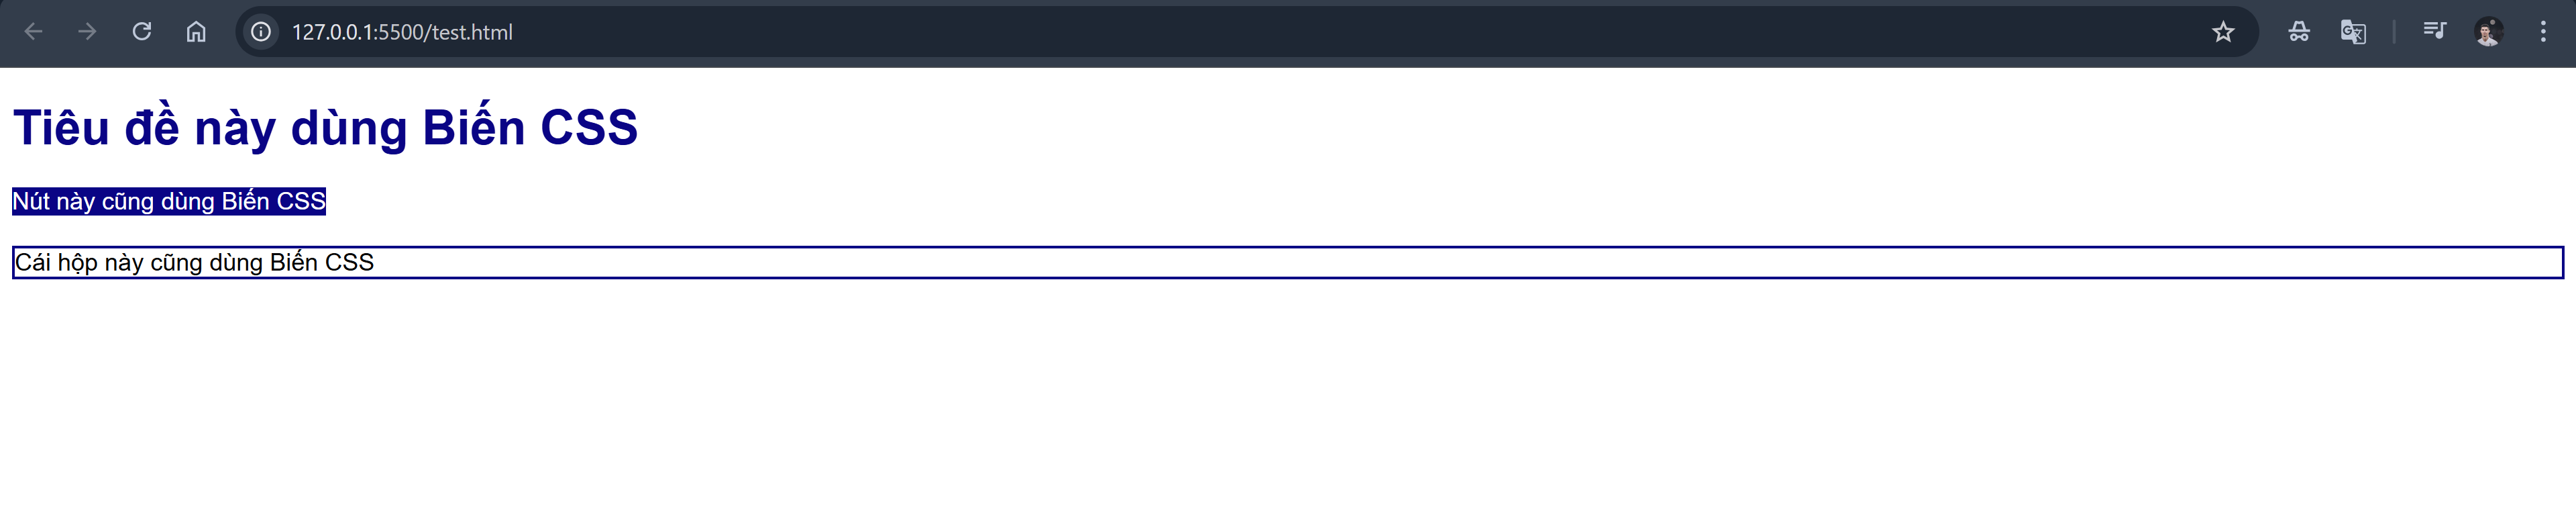 127.0.0.1:5500/test.html
Tiêu đề này dùng Biến CSS
Nút này cũng dùng Biến CSS
Cái hộp này cũng dùng Biến CSS